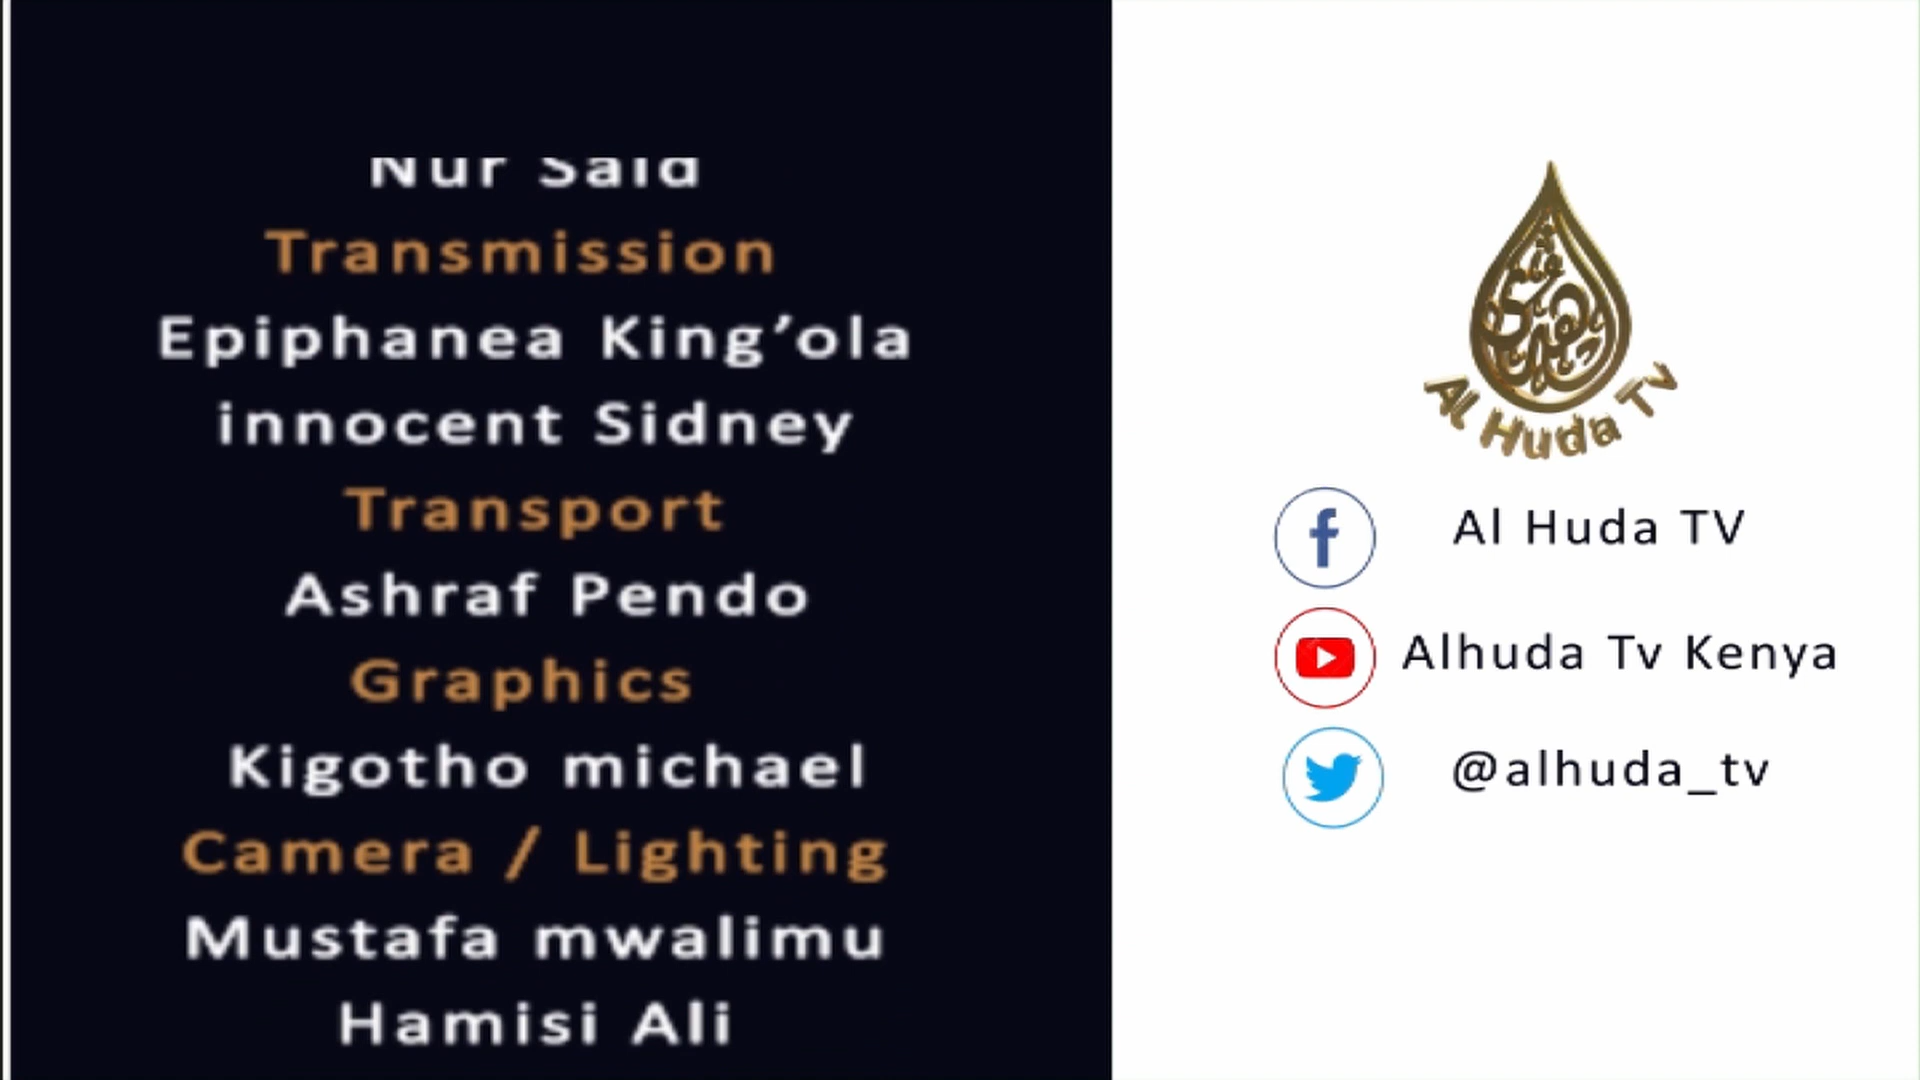 Nur Said
Transmission
Epiphanea King’ola
innocent Sidney
Transport
Ashraf Pendo
Graphics
Kigotho michael
Camera / Lighting
Mustafa mwalimu
Hamisi Ali
Al Huda Tv
Al Huda TV
Alhuda Tv Kenya
@alhuda_tv